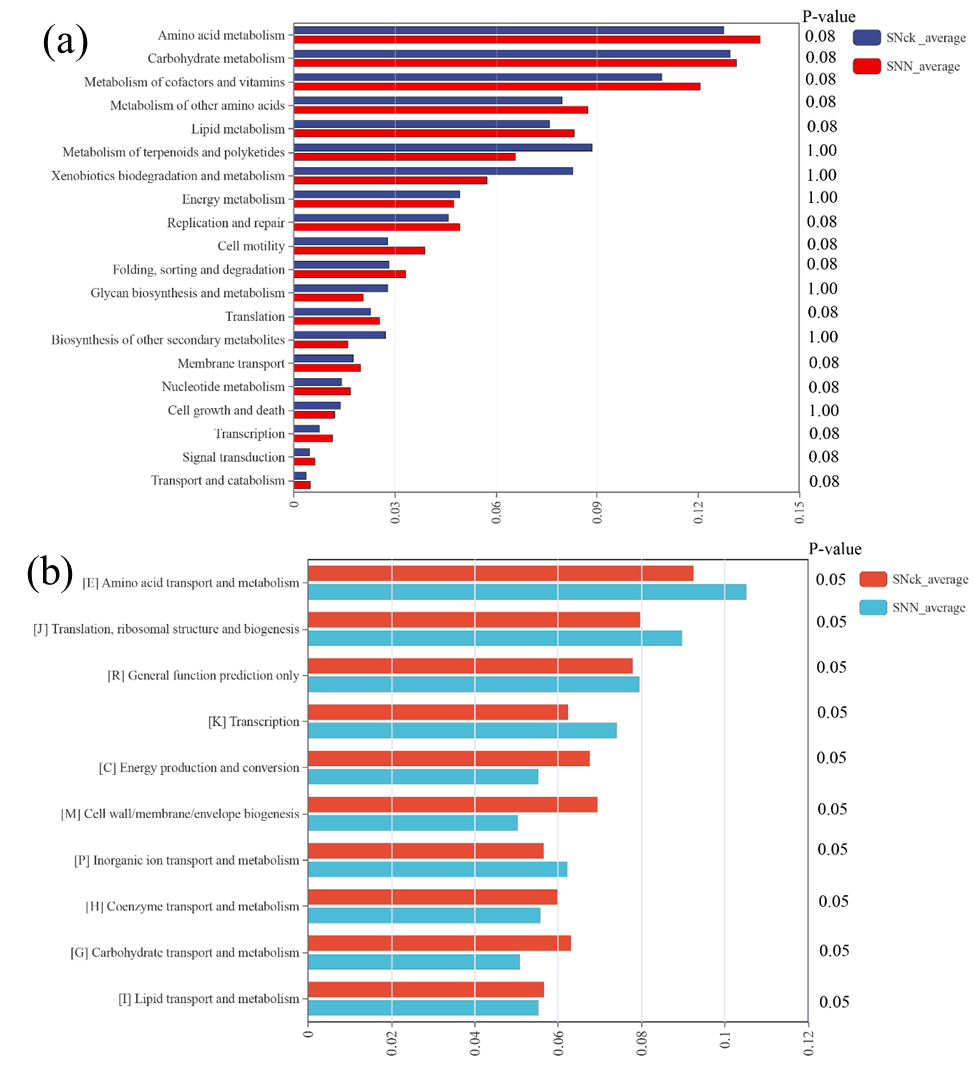 (a)
P-value
Amino acid metabolism 0.08 SNck _average
Carbohydrate metabolism 0.08 SNN_average
Metabolism of cofactors and vitamins 0.08
Metabolism of other amino acids 0.08
Lipid metabolism 0.08
Metabolism of terpenoids and polyketides 1.00
Xenobiotics biodegradation and metabolism 1.00
Energy metabolism 1.00
Replication and repair 0.08
Cell motility 0.08
Folding, sorting and degradation 0.08
Glycan biosynthesis and metabolism 1.00
Translation 0.08
Biosynthesis of other secondary metabolites 1.00
Membrane transport 0.08
Nucleotide metabolism 0.08
Cell growth and death 1.00
Transcription 0.08
Signal transduction 0.08
Transport and catabolism 0.08
0 0.03 0.06 0.09 0.12 0.15
(b)
P-value
[E] Amino acid transport and metabolism 0.05 SNck_average
SNN_average
[J] Translation, ribosomal structure and biogenesis 0.05
[R] General function prediction only 0.05
[K] Transcription 0.05
[C] Energy production and conversion 0.05
[M] Cell wall/membrane/envelope biogenesis 0.05
[P] Inorganic ion transport and metabolism 0.05
[H] Coenzyme transport and metabolism 0.05
[G] Carbohydrate transport and metabolism 0.05
[I] Lipid transport and metabolism 0.05
0 0.02 0.04 0.06 0.08 0.1 0.12